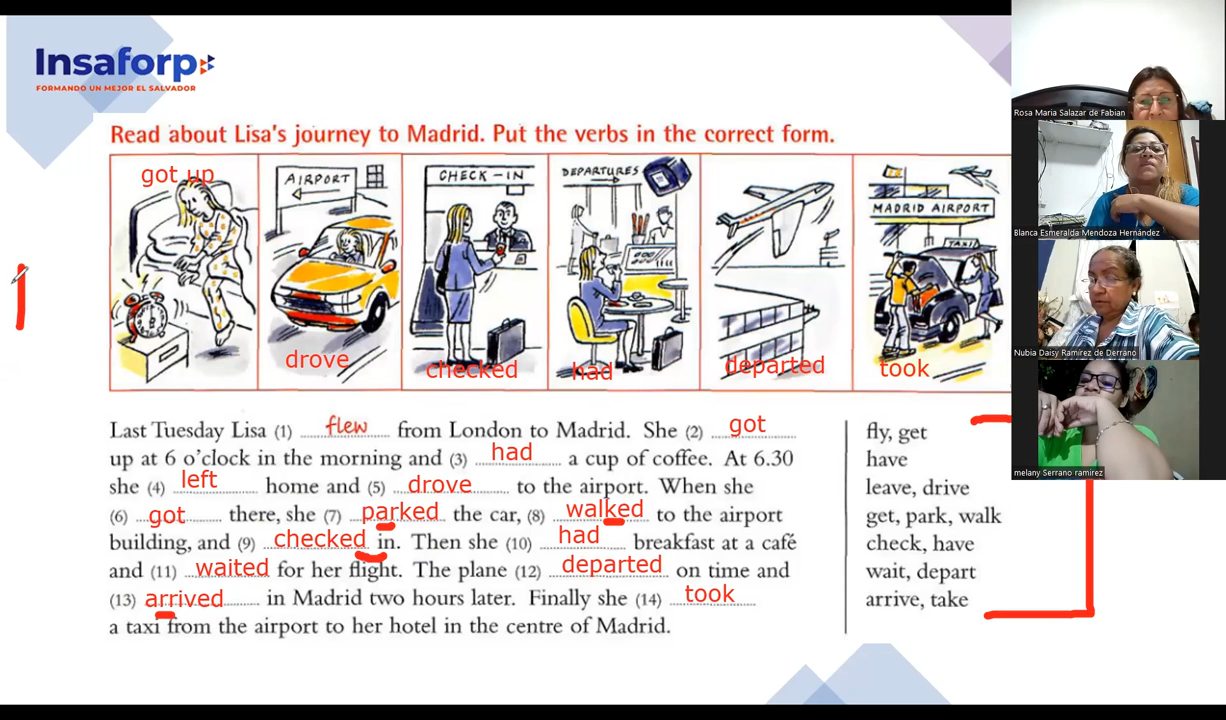 Insaforp
FORMANDO UN MEJOR EL SALVADOR
Read about Lisa's journey to Madrid. Put the verbs in the correct form.
got up
AIRPORT
CHECK-IN
DEPARTURES
MADRID AIRPORT
TAXI
drove
checked
had
departed
took
Last Tuesday Lisa (1) flew from London to Madrid. She (2) got
up at 6 o'clock in the morning and (3) had a cup of coffee. At 6.30
she (4) left home and (5) drove to the airport. When she
(6) got there, she (7) parked the car, (8) walked to the airport
building, and (9) checked in. Then she (10) had breakfast at a café
and (11) waited for her flight. The plane (12) departed on time and
(13) arrived in Madrid two hours later. Finally she (14) took
a taxi from the airport to her hotel in the centre of Madrid.
fly, get
have
leave, drive
get, park, walk
check, have
wait, depart
arrive, take
Rosa Maria Salazar de Fabian
Blanca Esmeralda Mendoza Hernández
Nubia Daisy Ramirez de Derrano
melany Serrano ramirez